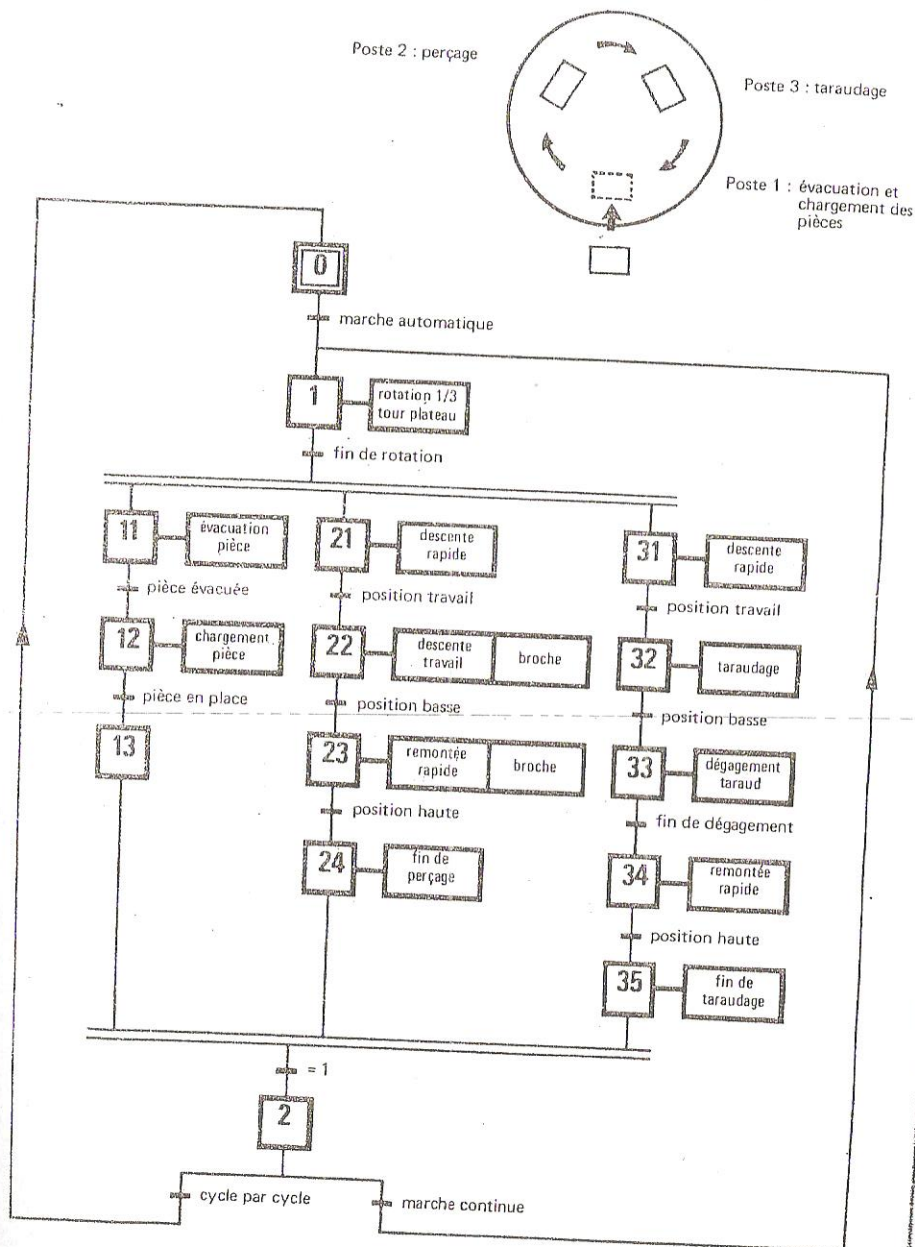 Poste 2 : perçage
Poste 3 : taraudage
Poste 1 : évacuation et
chargement des
pièces
0
marche automatique
1
rotation 1/3
tour plateau
fin de rotation
11
évacuation
pièce
pièce évacuée
12
chargement
pièce
pièce en place
13
21
descente
rapide
position travail
22
descente
travail
broche
position basse
23
remontée
rapide
broche
position haute
24
fin de
perçage
31
descente
rapide
position travail
32
taraudage
position basse
33
dégagement
taraud
fin de dégagement
34
remontée
rapide
position haute
35
fin de
taraudage
= 1
2
cycle par cycle
marche continue